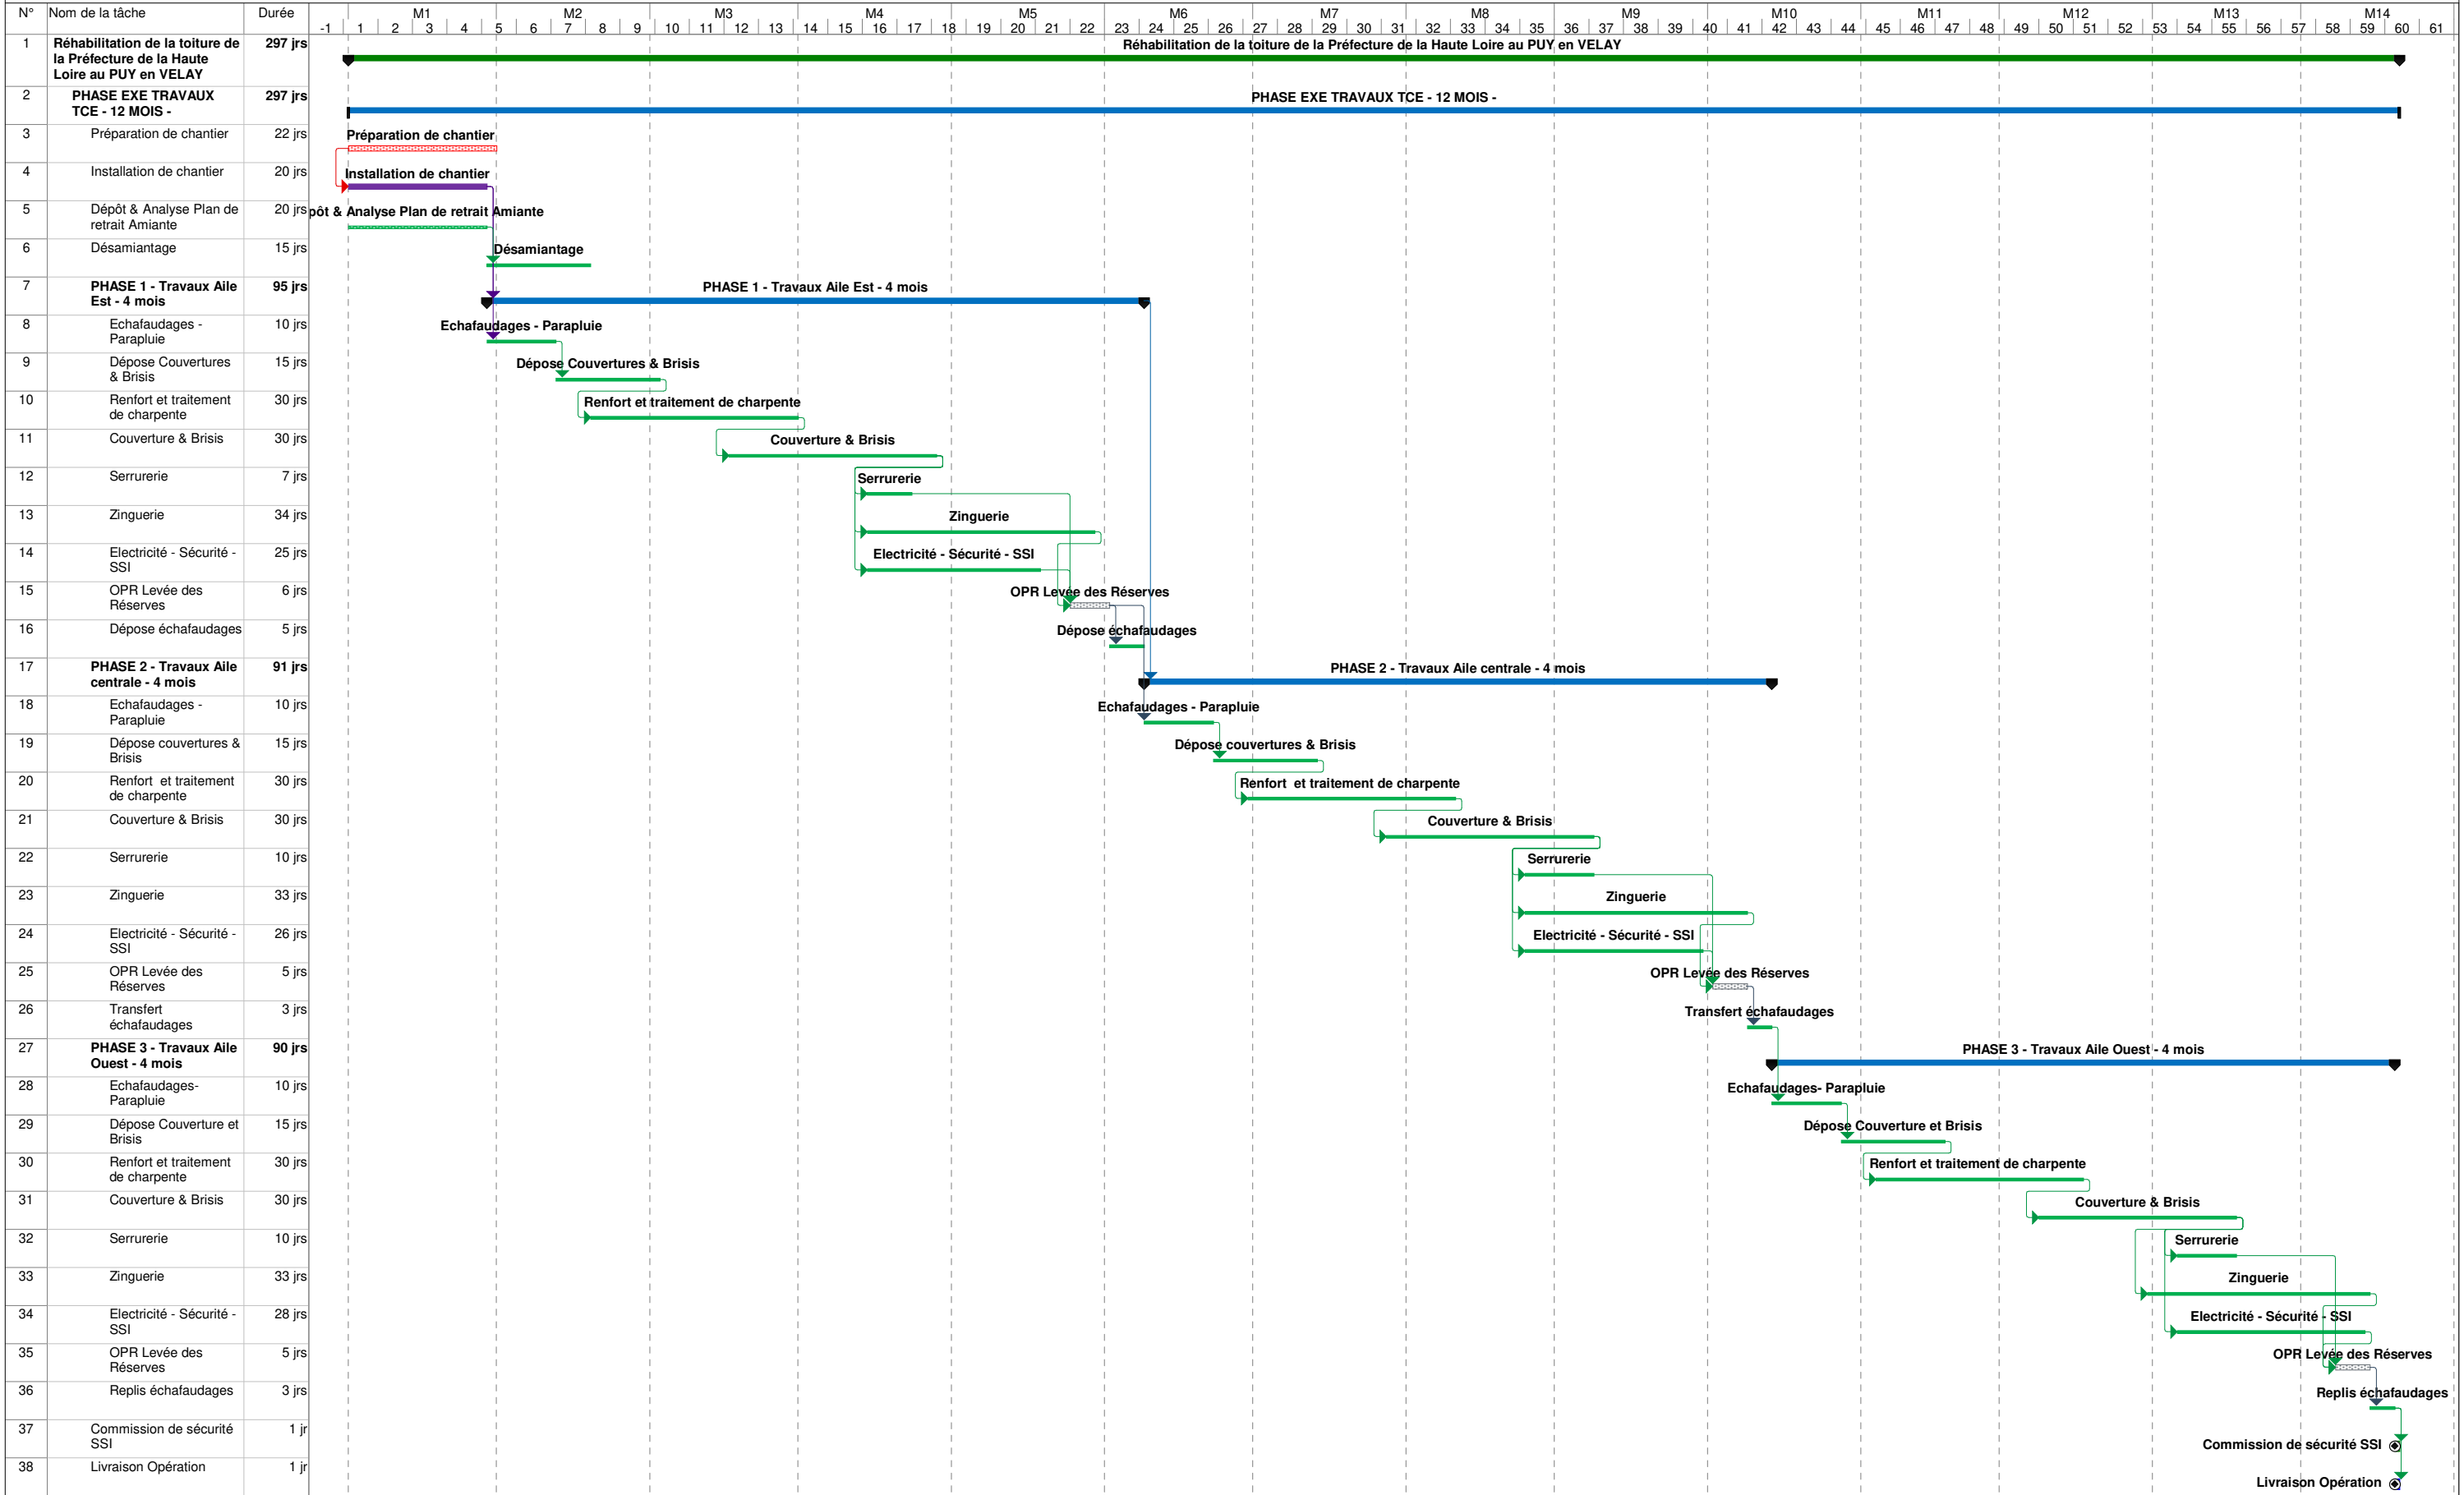 N° Nom de la tâche Durée M1 M2 M3 M4 M5 M6 M7 M8 M9 M10 M11 M12 M13 M14
-1 1 2 3 4 5 6 7 8 9 10 11 12 13 14 15 16 17 18 19 20 21 22 23 24 25 26 27 28 29 30 31 32 33 34 35 36 37 38 39 40 41 42 43 44 45 46 47 48 49 50 51 52 53 54 55 56 57 58 59 60 61
1 Réhabilitation de la toiture de 297 jrs Réhabilitation de la toiture de la Préfecture de la Haute Loire au PUY en VELAY
la Préfecture de la Haute
Loire au PUY en VELAY
2 PHASE EXE TRAVAUX 297 jrs PHASE EXE TRAVAUX TCE - 12 MOIS -
TCE - 12 MOIS -
3 Préparation de chantier 22 jrs Préparation de chantier
4 Installation de chantier 20 jrs Installation de chantier
5 Dépôt & Analyse Plan de 20 jrs pôt & Analyse Plan de retrait Amiante
retrait Amiante
6 Désamiantage 15 jrs Désamiantage
7 PHASE 1 - Travaux Aile 95 jrs PHASE 1 - Travaux Aile Est - 4 mois
Est - 4 mois
8 Echafaudages - 10 jrs Echafaudages - Parapluie
Parapluie
9 Dépose Couvertures 15 jrs Dépose Couvertures & Brisis
& Brisis
10 Renfort et traitement 30 jrs Renfort et traitement de charpente
de charpente
11 Couverture & Brisis 30 jrs Couverture & Brisis
12 Serrurerie 7 jrs Serrurerie
13 Zinguerie 34 jrs Zinguerie
14 Electricité - Sécurité - 25 jrs Electricité - Sécurité - SSI
SSI
15 OPR Levée des 6 jrs OPR Levée des Réserves
Réserves
16 Dépose échafaudages 5 jrs Dépose échafaudages
17 PHASE 2 - Travaux Aile 91 jrs PHASE 2 - Travaux Aile centrale - 4 mois
centrale - 4 mois
18 Echafaudages - 10 jrs Echafaudages - Parapluie
Parapluie
19 Dépose couvertures & 15 jrs Dépose couvertures & Brisis
Brisis
20 Renfort  et traitement 30 jrs Renfort  et traitement de charpente
de charpente
21 Couverture & Brisis 30 jrs Couverture & Brisis
22 Serrurerie 10 jrs Serrurerie
23 Zinguerie 33 jrs Zinguerie
24 Electricité - Sécurité - 26 jrs Electricité - Sécurité - SSI
SSI
25 OPR Levée des 5 jrs OPR Levée des Réserves
Réserves
26 Transfert 3 jrs Transfert échafaudages
échafaudages
27 PHASE 3 - Travaux Aile 90 jrs PHASE 3 - Travaux Aile Ouest - 4 mois
Ouest - 4 mois
28 Echafaudages- 10 jrs Echafaudages- Parapluie
Parapluie
29 Dépose Couverture et 15 jrs Dépose Couverture et Brisis
Brisis
30 Renfort et traitement 30 jrs Renfort et traitement de charpente
de charpente
31 Couverture & Brisis 30 jrs Couverture & Brisis
32 Serrurerie 10 jrs Serrurerie
33 Zinguerie 33 jrs Zinguerie
34 Electricité - Sécurité - 28 jrs Electricité - Sécurité - SSI
SSI
35 OPR Levée des 5 jrs OPR Levée des Réserves
Réserves
36 Replis échafaudages 3 jrs Replis échafaudages
37 Commission de sécurité 1 jr Commission de sécurité SSI
SSI
38 Livraison Opération 1 jr Livraison Opération